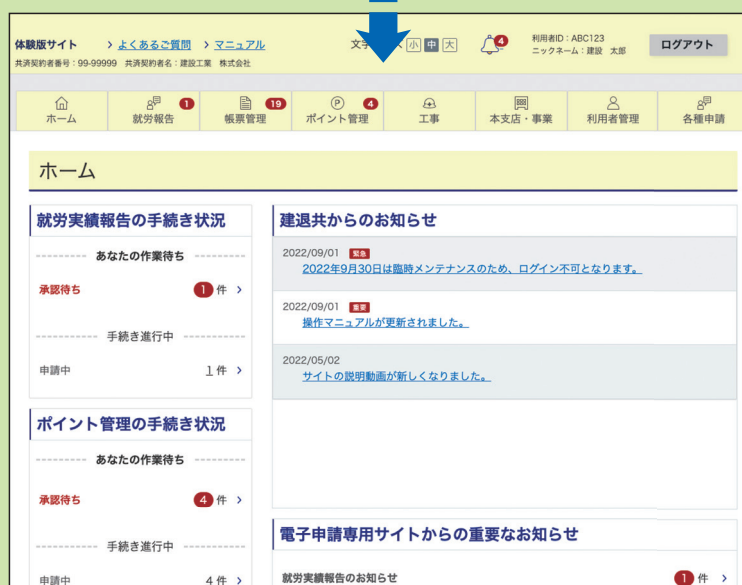 体験版サイト
よくあるご質問
マニュアル
文字
小 中 大
4
利用者ID：ABC123
ニックネーム：建設 太郎
ログアウト
共済契約者番号：99-99999 共済契約者名：建設工業 株式会社
ホーム
就労報告 1
帳票管理 19
ポイント管理 4
工事
本支店・事業
利用者管理
各種申請
ホーム
就労実績報告の手続き状況
あなたの作業待ち
承認待ち 1 件
手続き進行中
申請中 1 件
ポイント管理の手続き状況
あなたの作業待ち
承認待ち 4 件
手続き進行中
申請中 4 件
建退共からのお知らせ
2022/09/01 緊急
2022年9月30日は臨時メンテナンスのため、ログイン不可となります。
2022/09/01 重要
操作マニュアルが更新されました。
2022/05/02
サイトの説明動画が新しくなりました。
電子申請専用サイトからの重要なお知らせ
就労実績報告のお知らせ 1 件